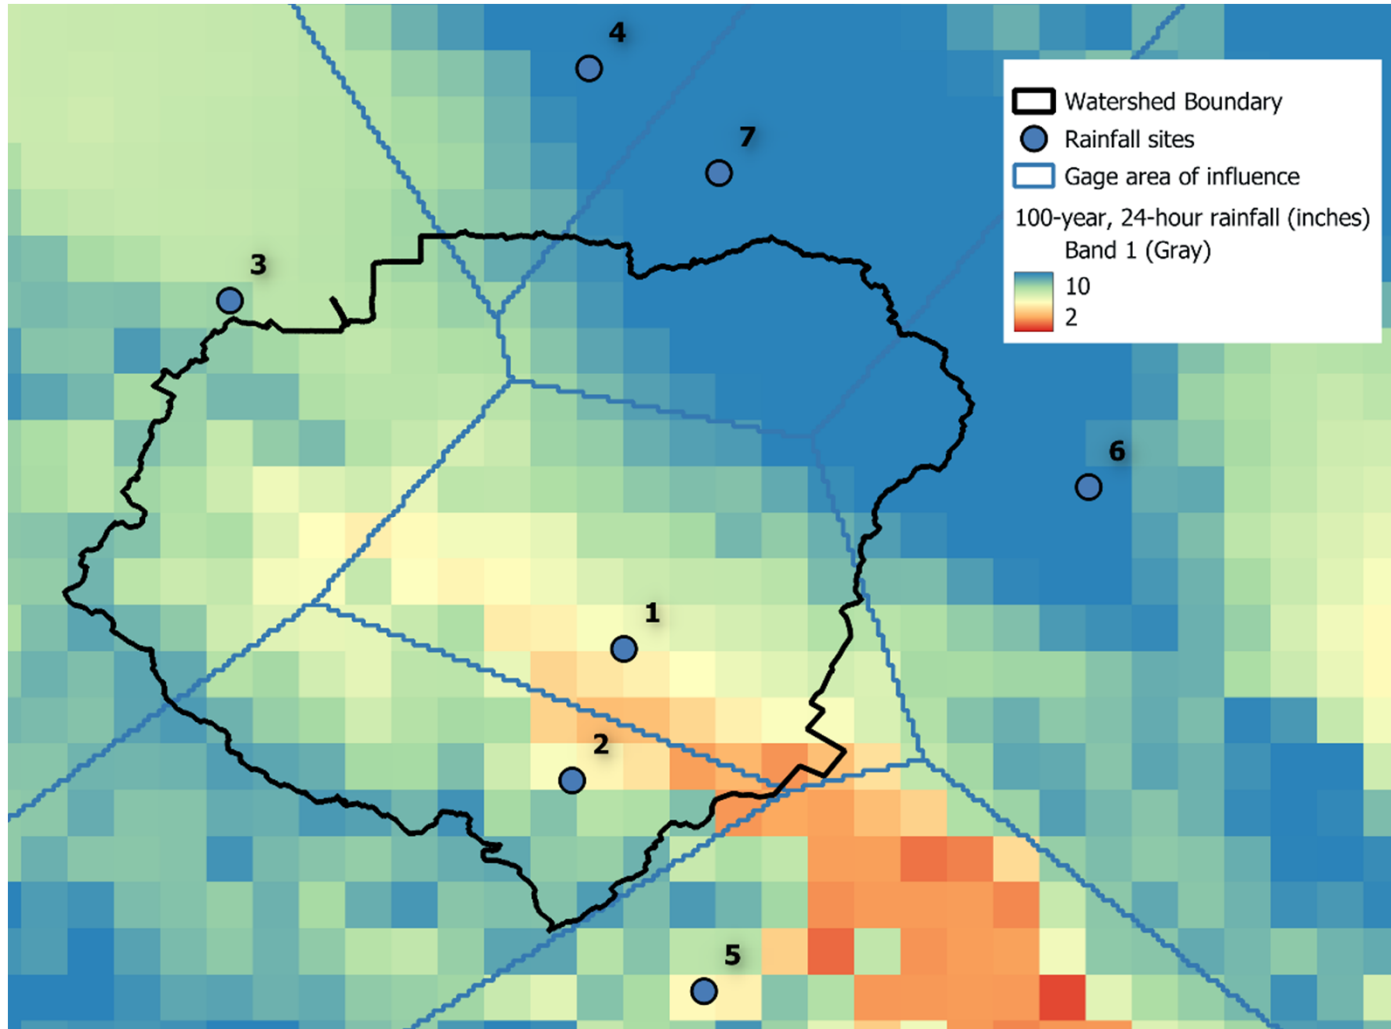 4
7
Watershed Boundary
Rainfall sites
Gage area of influence
100-year, 24-hour rainfall (inches)
Band 1 (Gray)
10
2
3
6
1
2
5